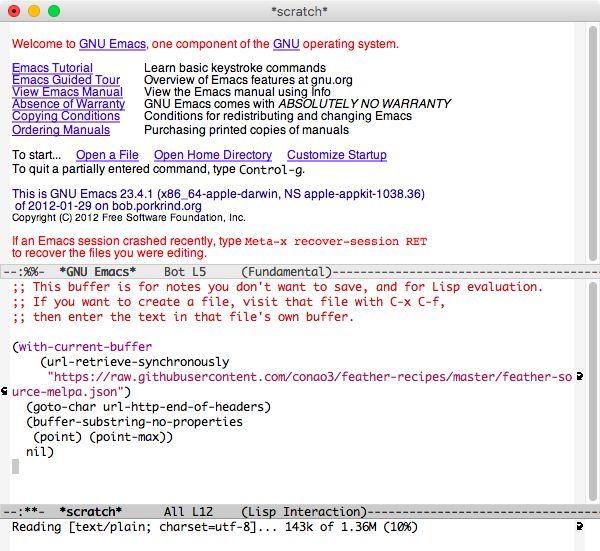 *scratch*
Welcome to GNU Emacs, one component of the GNU operating system.
Emacs Tutorial Learn basic keystroke commands
Emacs Guided Tour Overview of Emacs features at gnu.org
View Emacs Manual View the Emacs manual using Info
Absence of Warranty GNU Emacs comes with ABSOLUTELY NO WARRANTY
Copying Conditions Conditions for redistributing and changing Emacs
Ordering Manuals Purchasing printed copies of manuals
To start... Open a File Open Home Directory Customize Startup
To quit a partially entered command, type Control-g.
This is GNU Emacs 23.4.1 (x86_64-apple-darwin, NS apple-appkit-1038.36)
of 2012-01-29 on bob.porkrind.org
Copyright (C) 2012 Free Software Foundation, Inc.
If an Emacs session crashed recently, type Meta-x recover-session RET
to recover the files you were editing.
--:%%- *GNU Emacs* Bot L5 (Fundamental)----------------------------------
;; This buffer is for notes you don't want to save, and for Lisp evaluation.
;; If you want to create a file, visit that file with C-x C-f,
;; then enter the text in that file's own buffer.
(with-current-buffer
(url-retrieve-synchronously
"https://raw.githubusercontent.com/conao3/feather-recipes/master/feather-so
urce-melpa.json")
(goto-char url-http-end-of-headers)
(buffer-substring-no-properties
(point) (point-max))
nil)
--:**- *scratch* All L12 (Lisp Interaction)-----------------------------
Reading [text/plain; charset=utf-8]... 143k of 1.36M (10%)